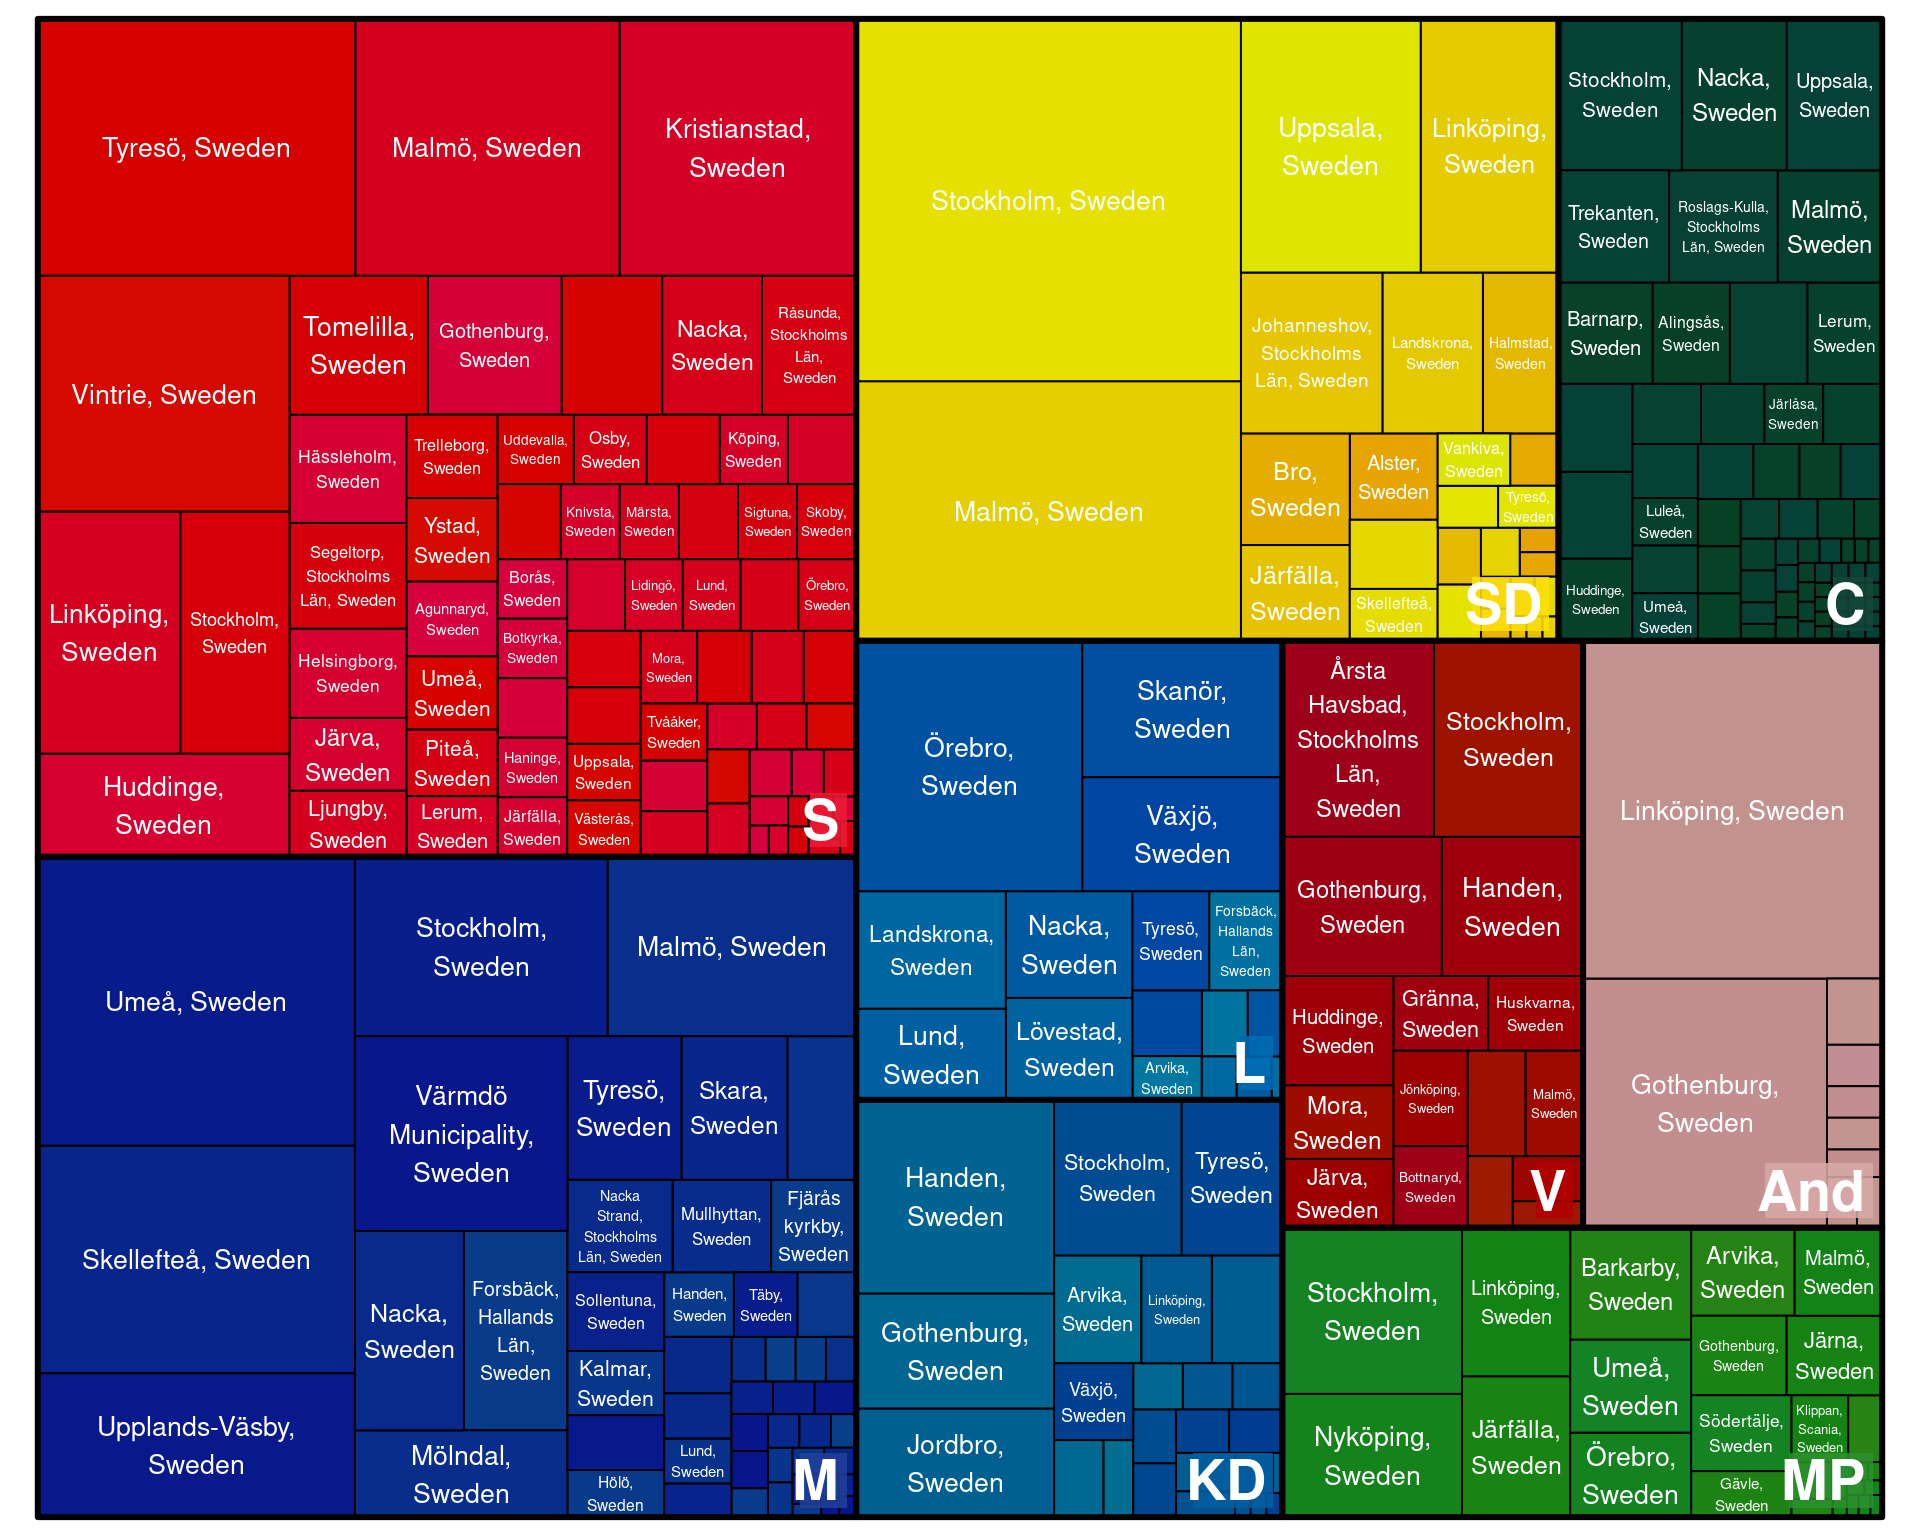 Tyresö, Sweden
Malmö, Sweden
Kristianstad,
Sweden
Vintrie, Sweden
Tomelilla,
Sweden
Gothenburg,
Sweden
Nacka,
Sweden
Råsunda,
Stockholms
Län,
Sweden
Hässleholm,
Sweden
Trelleborg,
Sweden
Uddevalla,
Sweden
Osby,
Sweden
Köping,
Sweden
Knivsta,
Sweden
Märsta,
Sweden
Sigtuna,
Sweden
Skoby,
Sweden
Ystad,
Sweden
Linköping,
Sweden
Stockholm,
Sweden
Segeltorp,
Stockholms
Län, Sweden
Agunnaryd,
Sweden
Borås,
Sweden
Lidingö,
Sweden
Lund,
Sweden
Örebro,
Sweden
Botkyrka,
Sweden
Helsingborg,
Sweden
Umeå,
Sweden
Mora,
Sweden
Järva,
Sweden
Piteå,
Sweden
Haninge,
Sweden
Tvååker,
Sweden
Uppsala,
Sweden
Huddinge,
Sweden
Ljungby,
Sweden
Lerum,
Sweden
Järfälla,
Sweden
Västerås,
Sweden
S
Stockholm, Sweden
Uppsala,
Sweden
Linköping,
Sweden
Malmö, Sweden
Johanneshov,
Stockholms
Län, Sweden
Landskrona,
Sweden
Halmstad,
Sweden
Bro,
Sweden
Alster,
Sweden
Vankiva,
Sweden
Tyresö,
Sweden
Järfälla,
Sweden
Skellefteå,
Sweden
SD
Stockholm,
Sweden
Nacka,
Sweden
Uppsala,
Sweden
Trekanten,
Sweden
Roslags-Kulla,
Stockholms
Län, Sweden
Malmö,
Sweden
Barnarp,
Sweden
Alingsås,
Sweden
Lerum,
Sweden
Järlåsa,
Sweden
Luleå,
Sweden
Huddinge,
Sweden
Umeå,
Sweden
C
Umeå, Sweden
Stockholm,
Sweden
Malmö, Sweden
Skellefteå, Sweden
Värmdö
Municipality,
Sweden
Tyresö,
Sweden
Skara,
Sweden
Nacka
Strand,
Stockholms
Län, Sweden
Mullhyttan,
Sweden
Fjärås
kyrkby,
Sweden
Nacka,
Sweden
Forsbäck,
Hallands
Län,
Sweden
Sollentuna,
Sweden
Handen,
Sweden
Täby,
Sweden
Kalmar,
Sweden
Upplands-Väsby,
Sweden
Mölndal,
Sweden
Lund,
Sweden
Hölö,
Sweden
M
Örebro,
Sweden
Skanör,
Sweden
Växjö,
Sweden
Landskrona,
Sweden
Nacka,
Sweden
Tyresö,
Sweden
Forsbäck,
Hallands
Län,
Sweden
Lund,
Sweden
Lövestad,
Sweden
Arvika,
Sweden
L
Handen,
Sweden
Stockholm,
Sweden
Tyresö,
Sweden
Gothenburg,
Sweden
Arvika,
Sweden
Linköping,
Sweden
Växjö,
Sweden
Jordbro,
Sweden
KD
Årsta
Havsbad,
Stockholms
Län,
Sweden
Stockholm,
Sweden
Gothenburg,
Sweden
Handen,
Sweden
Huddinge,
Sweden
Gränna,
Sweden
Huskvarna,
Sweden
Mora,
Sweden
Jönköping,
Sweden
Malmö,
Sweden
Järva,
Sweden
Bottnaryd,
Sweden
V
Linköping, Sweden
Gothenburg,
Sweden
And
Stockholm,
Sweden
Linköping,
Sweden
Barkarby,
Sweden
Arvika,
Sweden
Malmö,
Sweden
Gothenburg,
Sweden
Järna,
Sweden
Umeå,
Sweden
Nyköping,
Sweden
Järfälla,
Sweden
Södertälje,
Sweden
Klippan,
Scania,
Sweden
Örebro,
Sweden
Gävle,
Sweden
MP